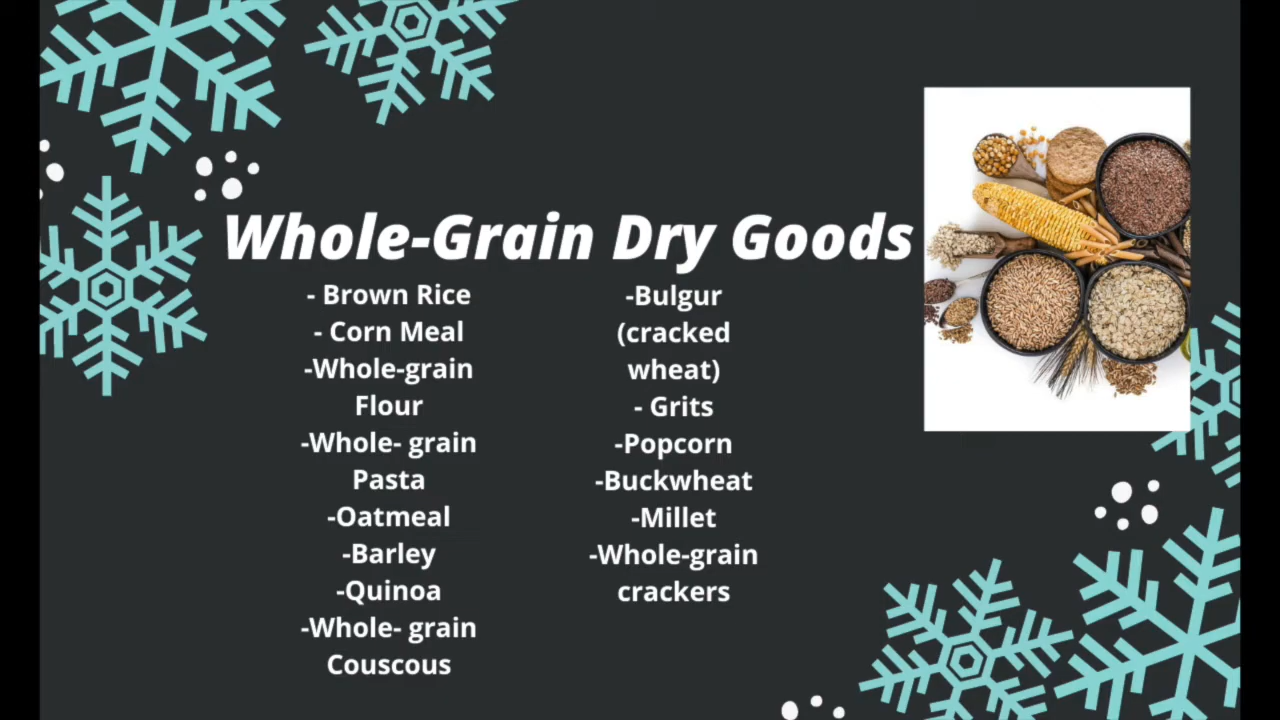 Whole-Grain Dry Goods
- Brown Rice
- Corn Meal
-Whole-grain
Flour
-Whole- grain
Pasta
-Oatmeal
-Barley
-Quinoa
-Whole- grain
Couscous
-Bulgur
(cracked
wheat)
- Grits
-Popcorn
-Buckwheat
-Millet
-Whole-grain
crackers